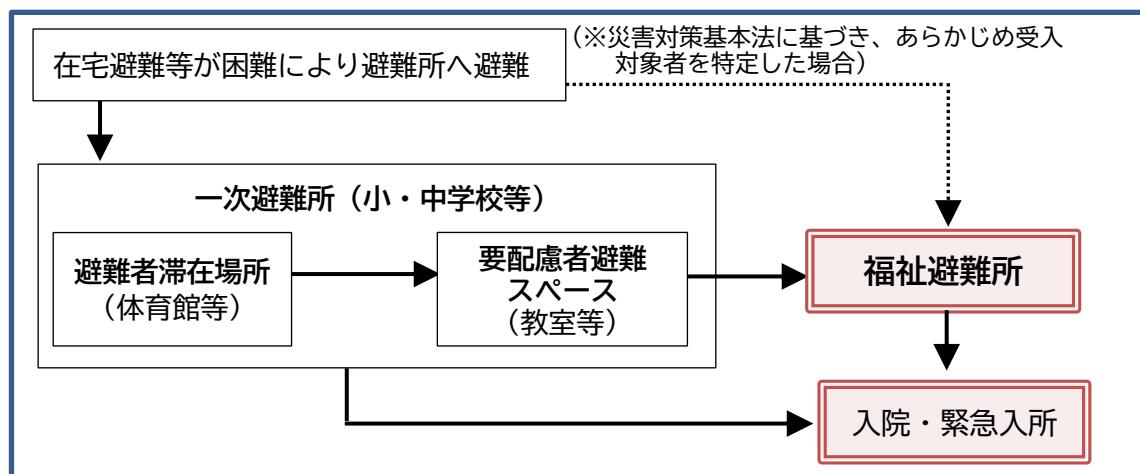 在宅避難等が困難により避難所へ避難
（※災害対策基本法に基づき、あらかじめ受入
対象者を特定した場合）
一次避難所（小・中学校等）
避難者滞在場所
（体育館等）
要配慮者避難
スペース
（教室等）
福祉避難所
入院・緊急入所